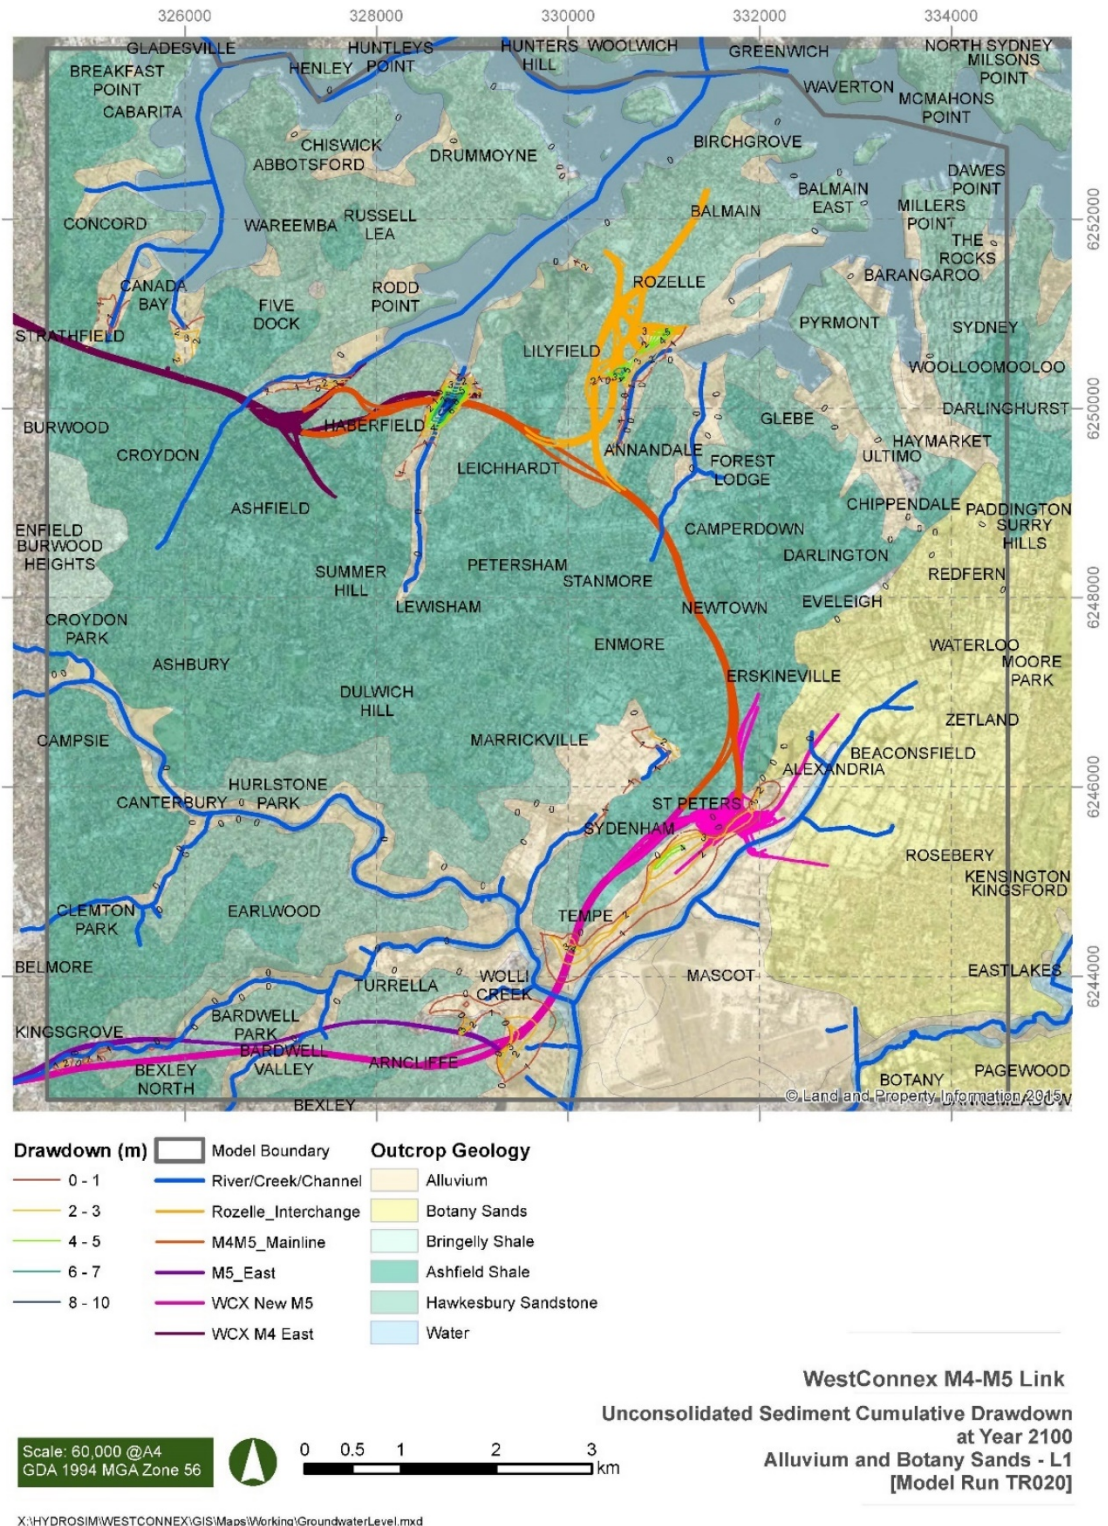 326000 328000 330000 332000 334000
GLADESVILLE
HUNTLEYS
POINT
HUNTERS
HILL
WOOLWICH
GREENWICH
NORTH SYDNEY
MILSONS
POINT
BREAKFAST
POINT
HENLEY
WAVERTON
MCMAHONS
POINT
CABARITA
CHISWICK
ABBOTSFORD
DRUMMOYNE
BIRCHGROVE
DAWES
POINT
BALMAIN
EAST
MILLERS
POINT
CONCORD
WAREEMBA
RUSSELL
LEA
BALMAIN
6252000
THE
ROCKS
BARANGAROO
CANADA
BAY
FIVE
DOCK
RODD
POINT
ROZELLE
PYRMONT
SYDNEY
STRATHFIELD
LILYFIELD
WOOLLOOMOOLOO
6250000
BURWOOD
HABERFIELD
GLEBE
DARLINGHURST
CROYDON
LEICHHARDT
ANNANDALE
FOREST
LODGE
HAYMARKET
ULTIMO
ASHFIELD
CHIPPENDALE
PADDINGTON
SURRY
HILLS
ENFIELD
BURWOOD
HEIGHTS
CAMPERDOWN
DARLINGTON
SUMMER
HILL
PETERSHAM
STANMORE
REDFERN
6248000
LEWISHAM
NEWTOWN
EVELEIGH
CROYDON
PARK
ENMORE
WATERLOO
MOORE
PARK
ASHBURY
ERSKINEVILLE
DULWICH
HILL
ZETLAND
CAMPSIE
MARRICKVILLE
BEACONSFIELD
ALEXANDRIA
6246000
HURLSTONE
PARK
CANTERBURY
ST PETERS
SYDENHAM
ROSEBERY
KENSINGTON
KINGSFORD
CLEMTON
PARK
EARLWOOD
TEMPE
6244000
BELMORE
TURRELLA
WOLLI
CREEK
MASCOT
EASTLAKES
KINGSGROVE
BARDWELL
PARK
BARDWELL
VALLEY
ARNCLIFFE
BEXLEY
NORTH
BOTANY
PAGEWOOD
BEXLEY
BANKSMEADOW
© Land and Property Information 2015
Drawdown (m)
0 - 1
2 - 3
4 - 5
6 - 7
8 - 10
Model Boundary
River/Creek/Channel
Rozelle_Interchange
M4M5_Mainline
M5_East
WCX New M5
WCX M4 East
Outcrop Geology
Alluvium
Botany Sands
Bringelly Shale
Ashfield Shale
Hawkesbury Sandstone
Water
WestConnex M4-M5 Link
Unconsolidated Sediment Cumulative Drawdown
at Year 2100
Alluvium and Botany Sands - L1
[Model Run TR020]
Scale: 60,000 @A4
GDA 1994 MGA Zone 56
0 0.5 1 2 3
km
X:\HYDROSIM\WESTCONNEX\GIS\Maps\Working\GroundwaterLevel.mxd